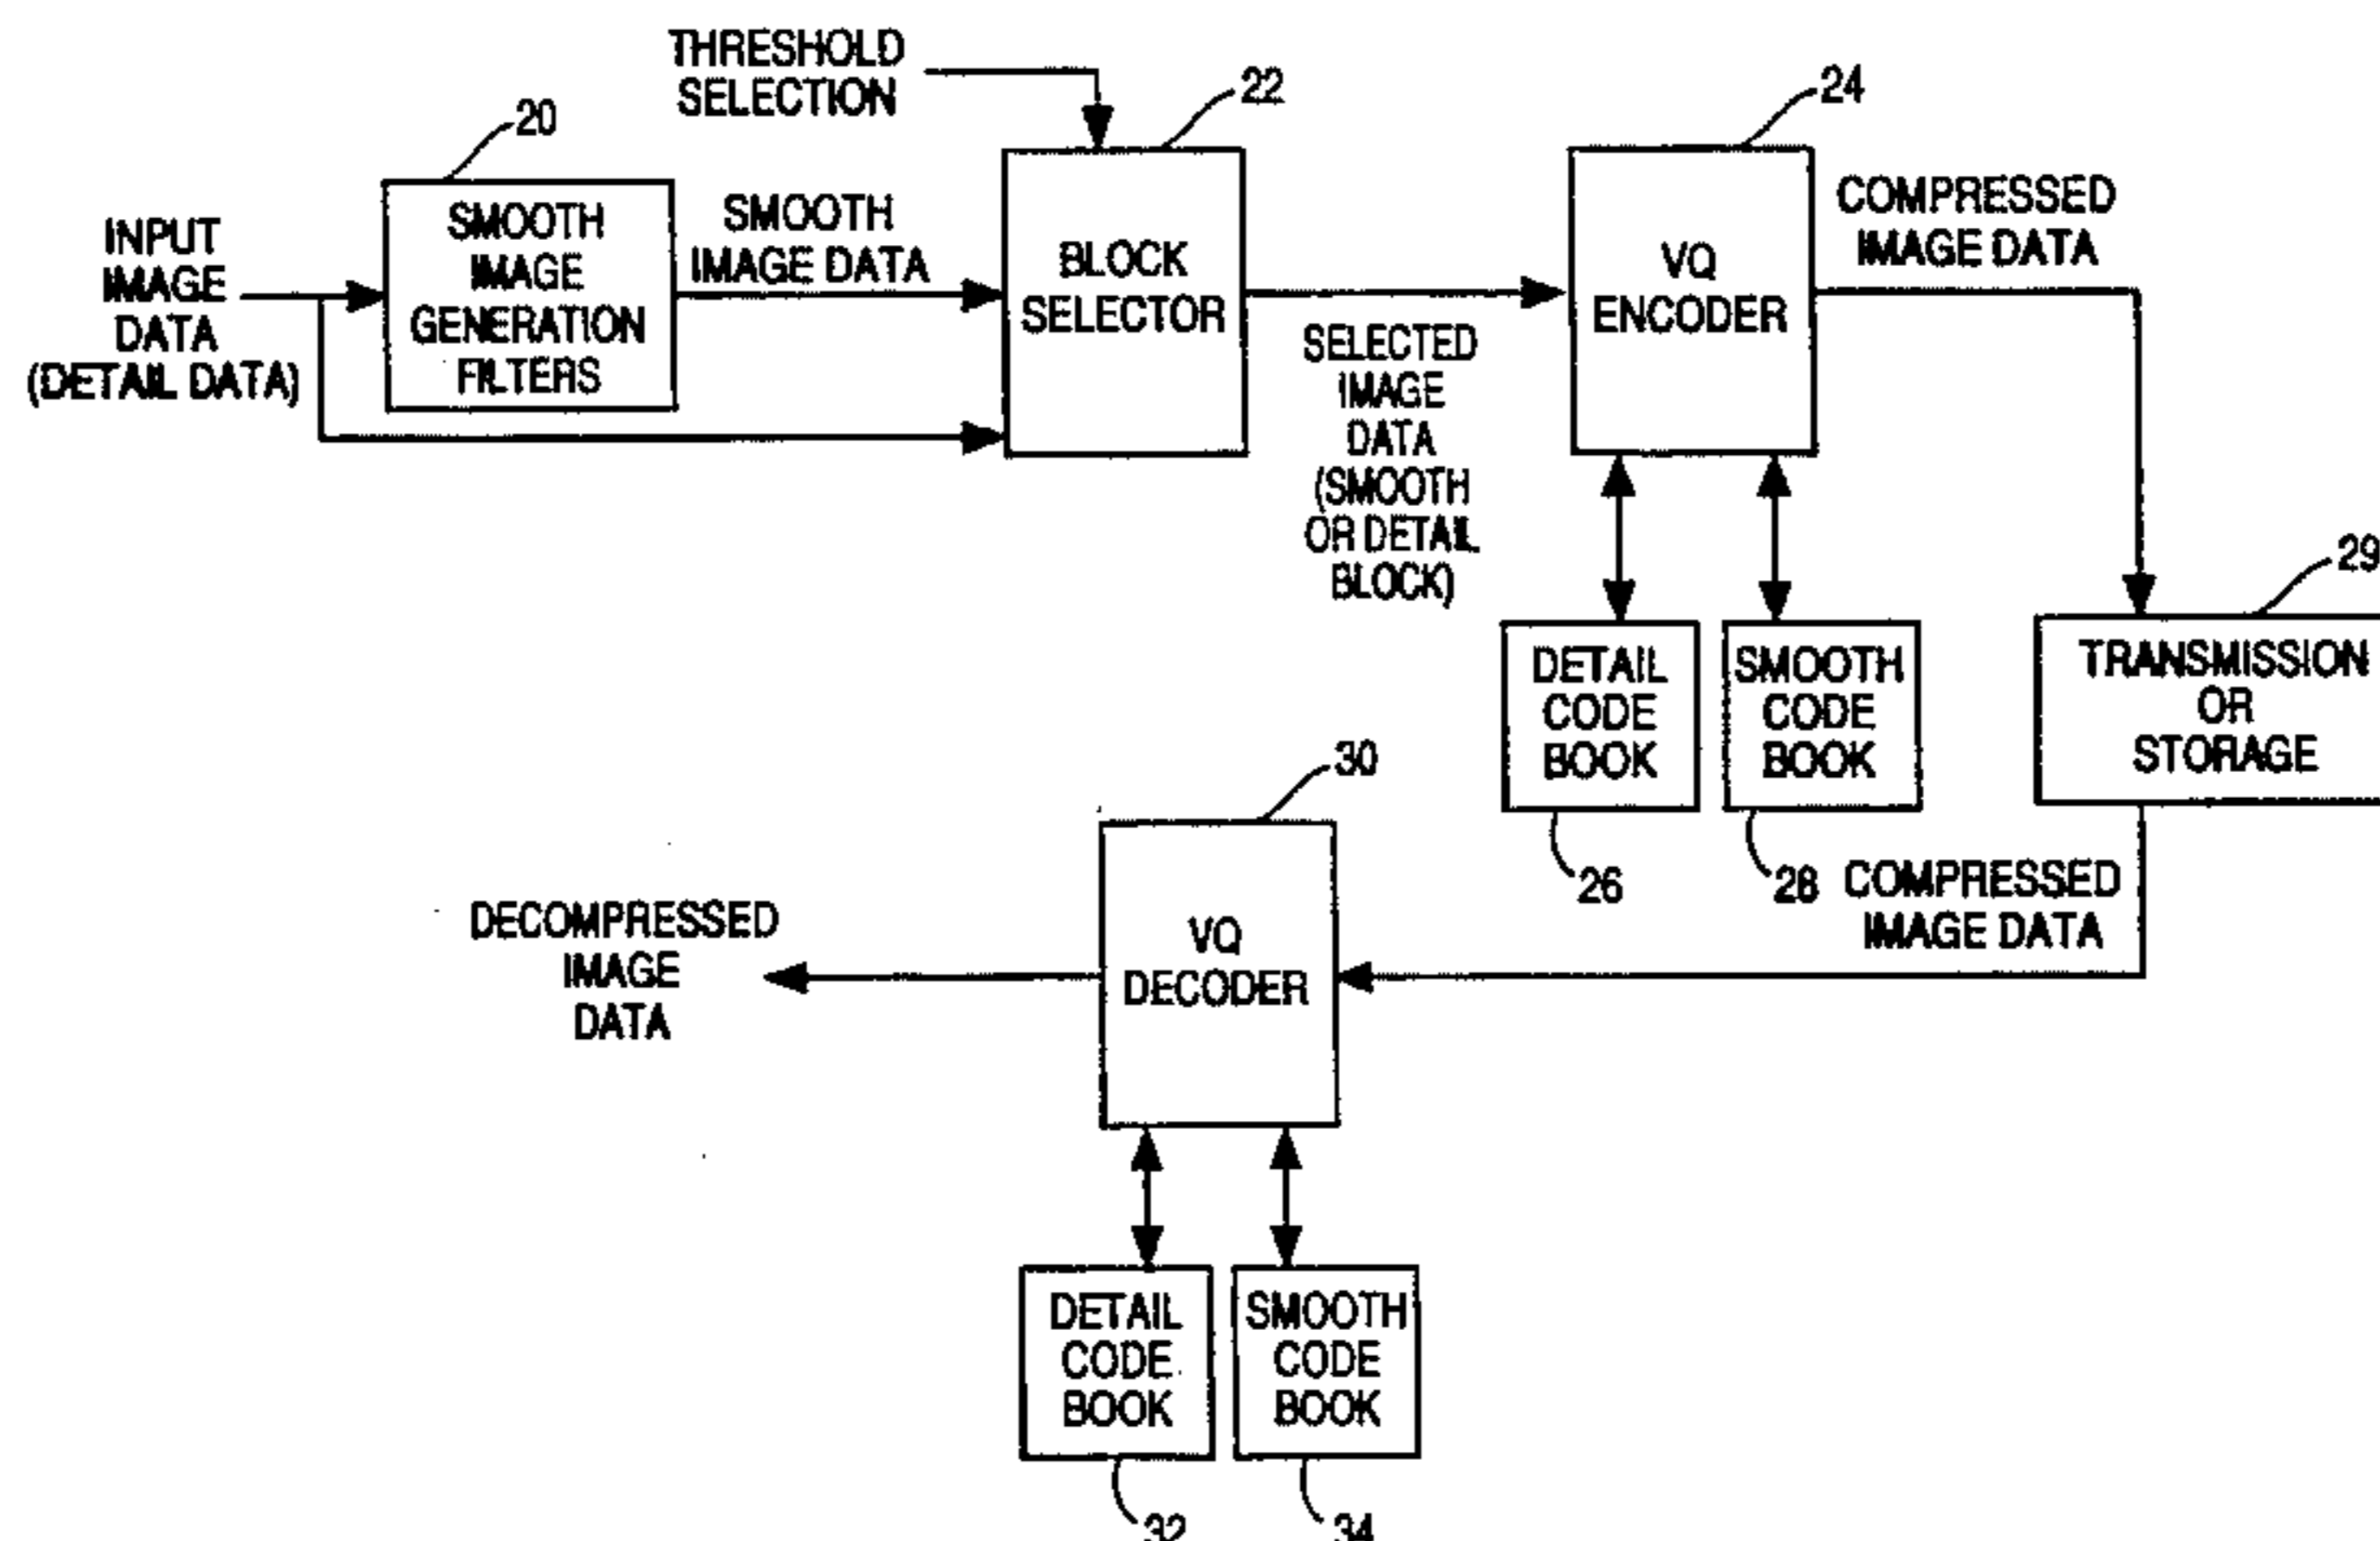 THRESHOLD
SELECTION
20
22
24
INPUT
IMAGE
DATA
(DETAIL DATA)
SMOOTH
IMAGE
GENERATION
FILTERS
SMOOTH
IMAGE DATA
BLOCK
SELECTOR
SELECTED
IMAGE
DATA
(SMOOTH
OR DETAIL
BLOCK)
VQ
ENCODER
COMPRESSED
IMAGE DATA
29
DETAIL
CODE
BOOK
SMOOTH
CODE
BOOK
TRANSMISSION
OR
STORAGE
26
28
COMPRESSED
IMAGE DATA
30
VQ
DECODER
DECOMPRESSED
IMAGE
DATA
DETAIL
CODE
BOOK
SMOOTH
CODE
BOOK
32
34